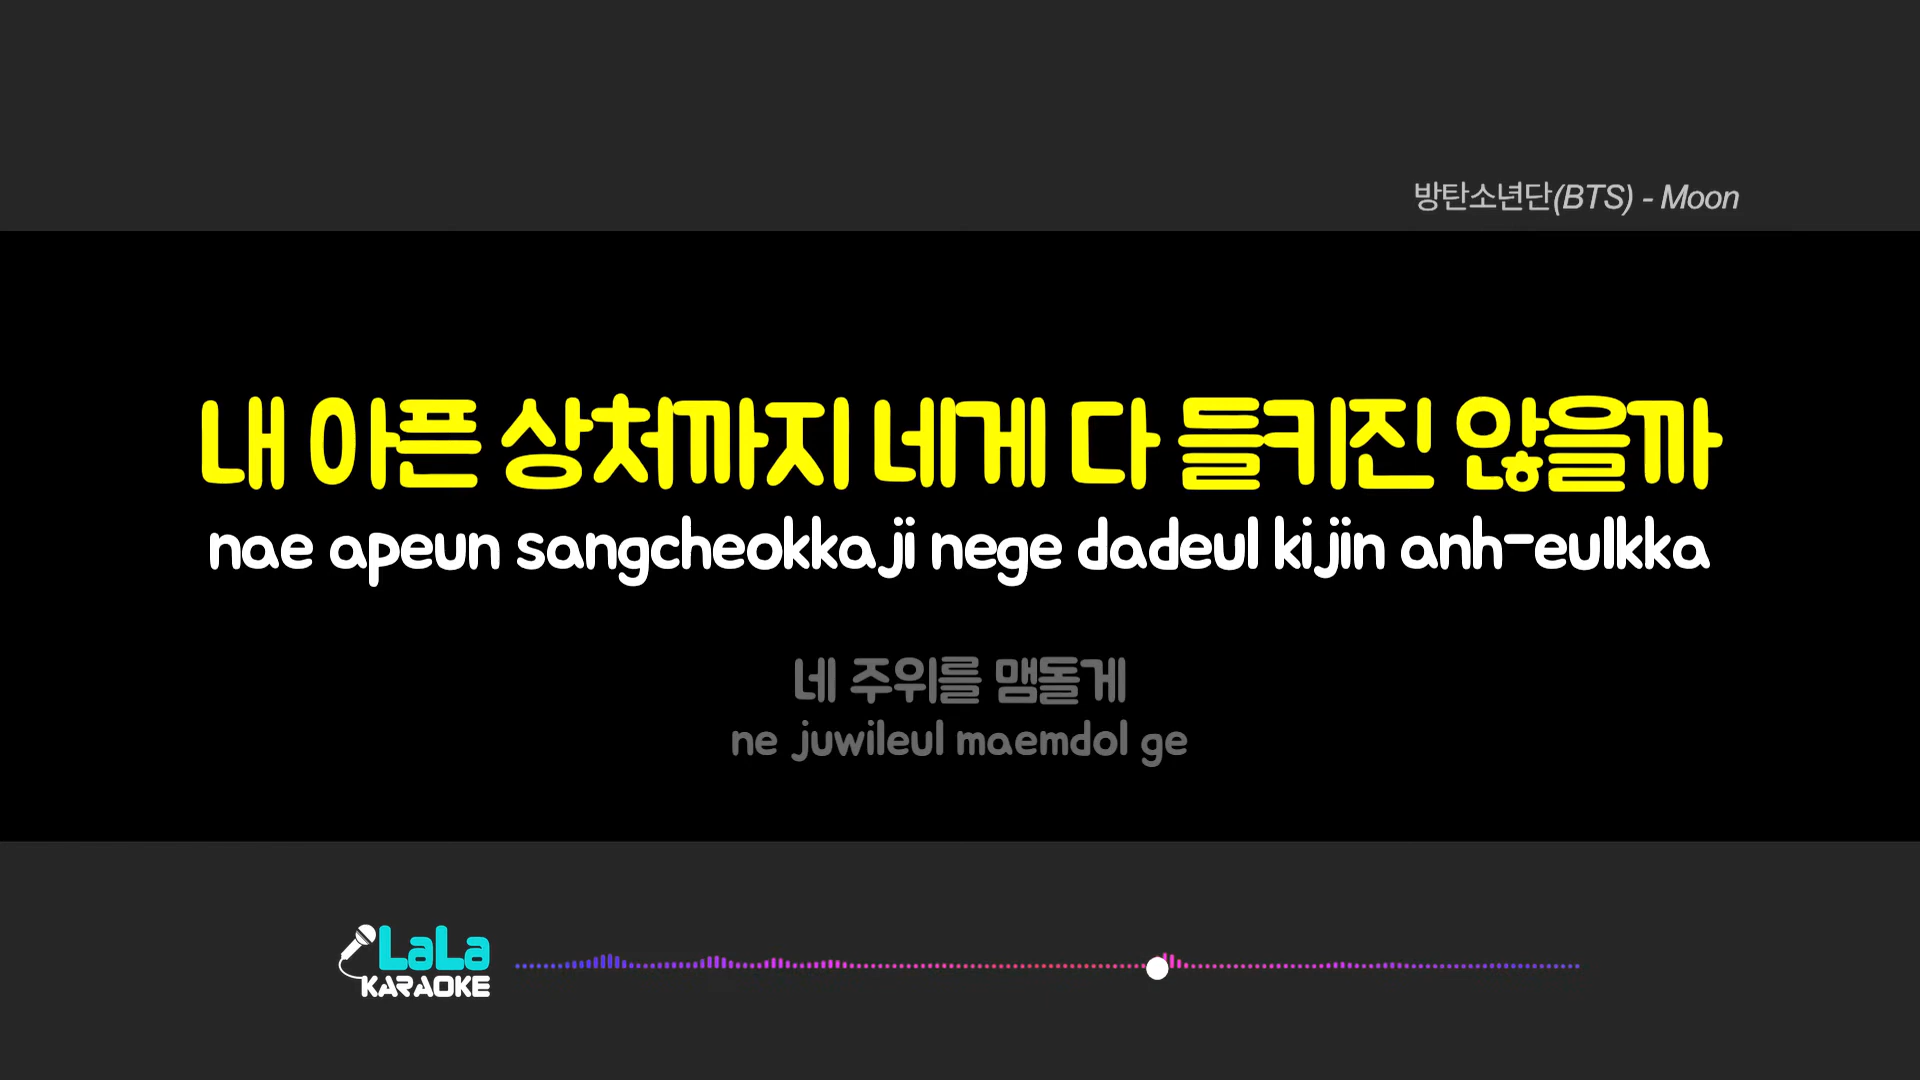 방탄소년단(BTS) - Moon
내 아픈 상처까지 네게 다 들키진 않을까
nae apeun sangcheokkaji nege dadeul kijin anh-eulkka
네 주위를 맴돌게
ne juwileul maemdol ge
LaLa
KARAOKE